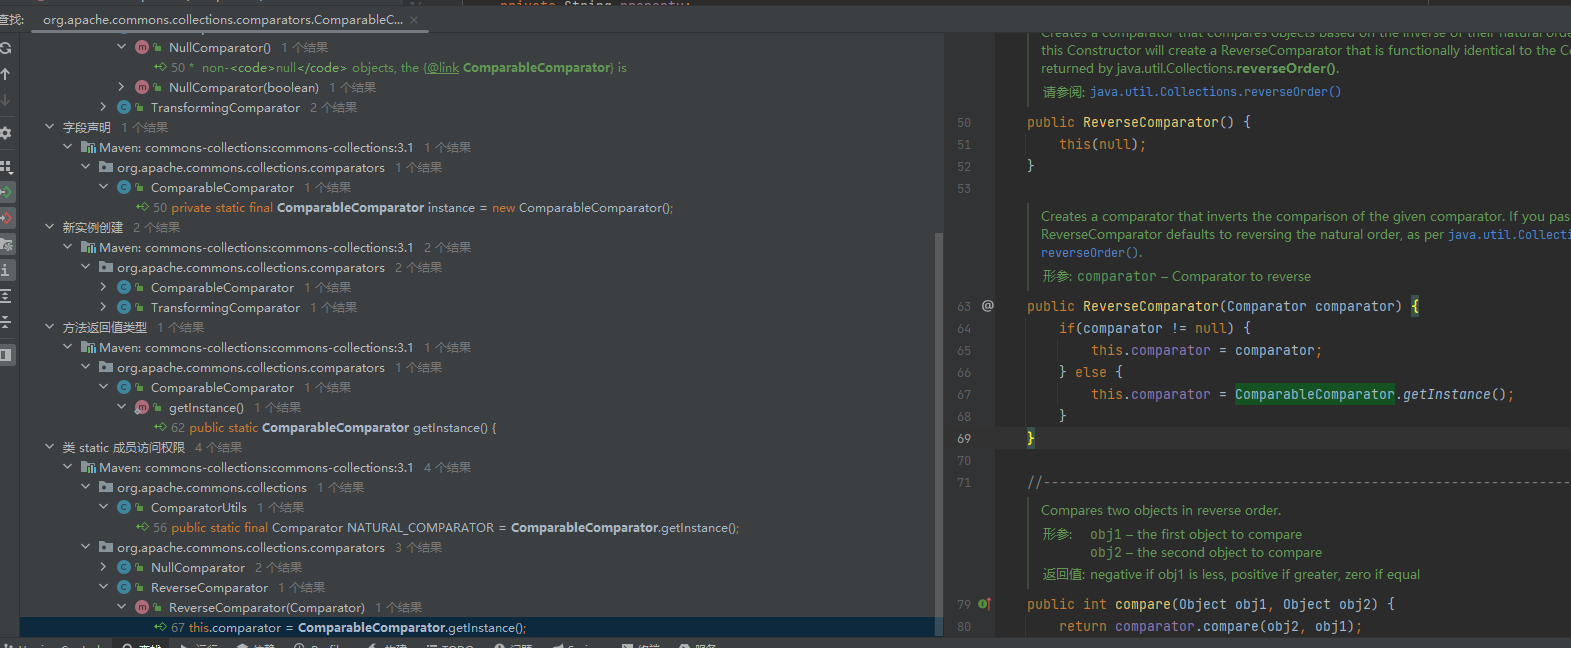 private String property;
查找:
org.apache.commons.collections.comparators.ComparableC...
NullComparator() 1个结果
50 * non-<code>null</code> objects, the {@link ComparableComparator} is
NullComparator(boolean) 1个结果
TransformingComparator 2个结果
字段声明 1个结果
Maven: commons-collections:commons-collections:3.1 1个结果
org.apache.commons.collections.comparators 1个结果
ComparableComparator 1个结果
50 private static final ComparableComparator instance = new ComparableComparator();
新实例创建 2个结果
Maven: commons-collections:commons-collections:3.1 2个结果
org.apache.commons.collections.comparators 2个结果
ComparableComparator 1个结果
TransformingComparator 1个结果
方法返回值类型 1个结果
Maven: commons-collections:commons-collections:3.1 1个结果
org.apache.commons.collections.comparators 1个结果
ComparableComparator 1个结果
getInstance() 1个结果
62 public static ComparableComparator getInstance() {
类 static 成员访问权限 4个结果
Maven: commons-collections:commons-collections:3.1 4个结果
org.apache.commons.collections 1个结果
ComparatorUtils 1个结果
56 public static final Comparator NATURAL_COMPARATOR = ComparableComparator.getInstance();
org.apache.commons.collections.comparators 3个结果
NullComparator 2个结果
ReverseComparator 1个结果
ReverseComparator(Comparator) 1个结果
67 this.comparator = ComparableComparator.getInstance();
Creates a comparator that compares objects based on the inverse of their natural orde
this Constructor will create a ReverseComparator that is functionally identical to the Co
returned by java.util.Collections.reverseOrder().
请参阅: java.util.Collections.reverseOrder()
50 public ReverseComparator() {
51 this(null);
52 }
53
Creates a comparator that inverts the comparison of the given comparator. If you pas
ReverseComparator defaults to reversing the natural order, as per java.util.Collecti
reverseOrder().
形参: comparator – Comparator to reverse
63 @ public ReverseComparator(Comparator comparator) {
64 if(comparator != null) {
65 this.comparator = comparator;
66 } else {
67 this.comparator = ComparableComparator.getInstance();
68 }
69 }
70
71 //------------------------------------------------------------------
Compares two objects in reverse order.
形参: obj1 – the first object to compare
obj2 – the second object to compare
返回值: negative if obj1 is less, positive if greater, zero if equal
79 public int compare(Object obj1, Object obj2) {
80 return comparator.compare(obj2, obj1);